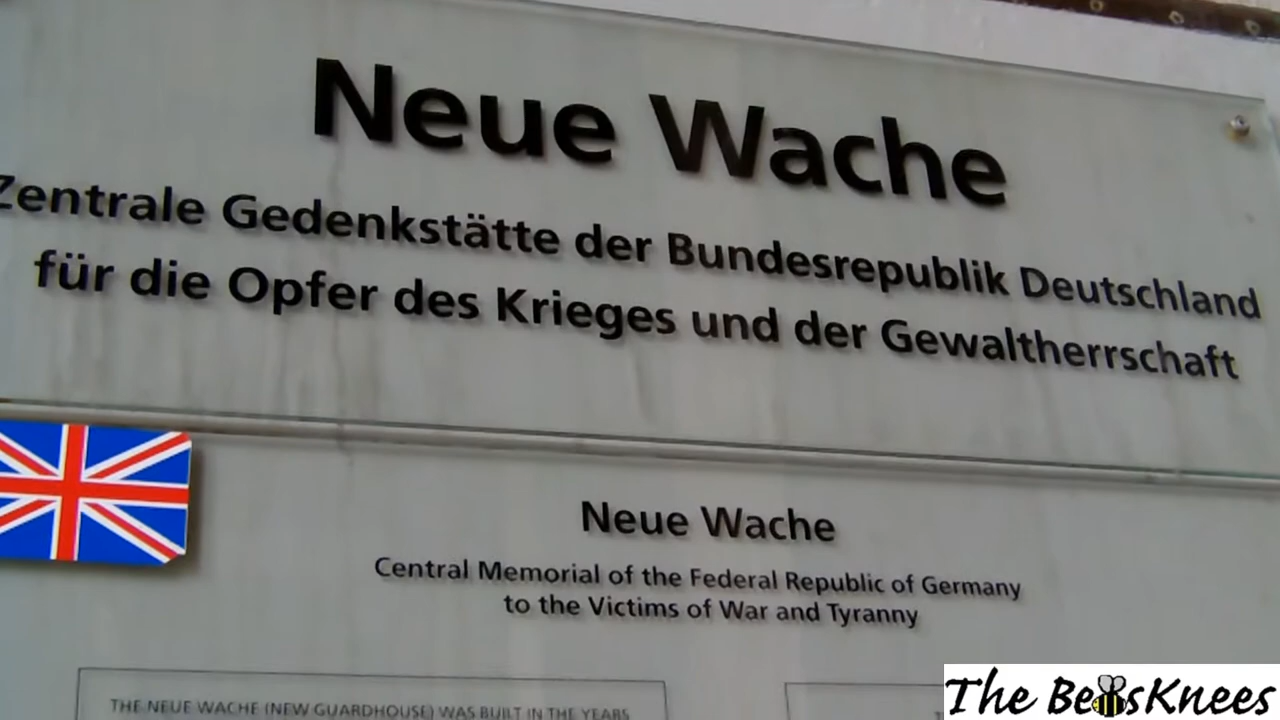 Neue Wache
Zentrale Gedenkstätte der Bundesrepublik Deutschland
für die Opfer des Krieges und der Gewaltherrschaft
Neue Wache
Central Memorial of the Federal Republic of Germany
to the Victims of War and Tyranny
THE NEUE WACHE (NEW GUARDHOUSE) WAS BUILT IN THE YEARS
The BeesKnees